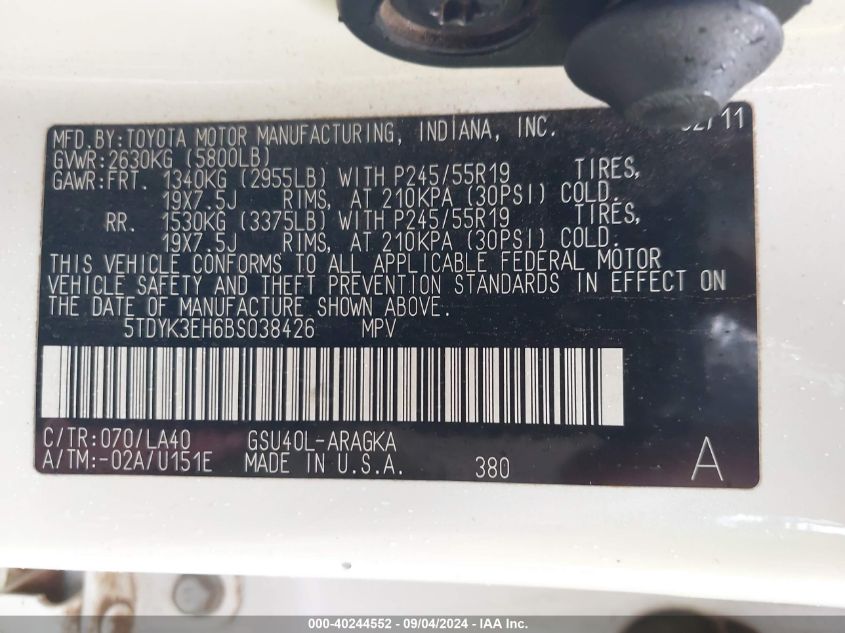 MFD.BY:TOYOTA MOTOR MANUFACTURING, INDIANA, INC.
GVWR:2630KG (5800LB)
GAWR:FRT. 1340KG (2955LB) WITH P245/55R19 TIRES,
19X7.5J RIMS, AT 210KPA (30PSI) COLD.
RR. 1530KG (3375LB) WITH P245/55R19 TIRES,
19X7.5J RIMS, AT 210KPA (30PSI) COLD.
THIS VEHICLE CONFORMS TO ALL APPLICABLE FEDERAL MOTOR
VEHICLE SAFETY AND THEFT PREVENTION STANDARDS IN EFFECT ON
THE DATE OF MANUFACTURE SHOWN ABOVE.
5TDYK3EH6BS038426 MPV
C/TR:070/LA40 GSU40L-ARAGKA
A/TM:-02A/U151E MADE IN U.S.A. 380 A
000-40244552 - 09/04/2024 - IAA Inc.